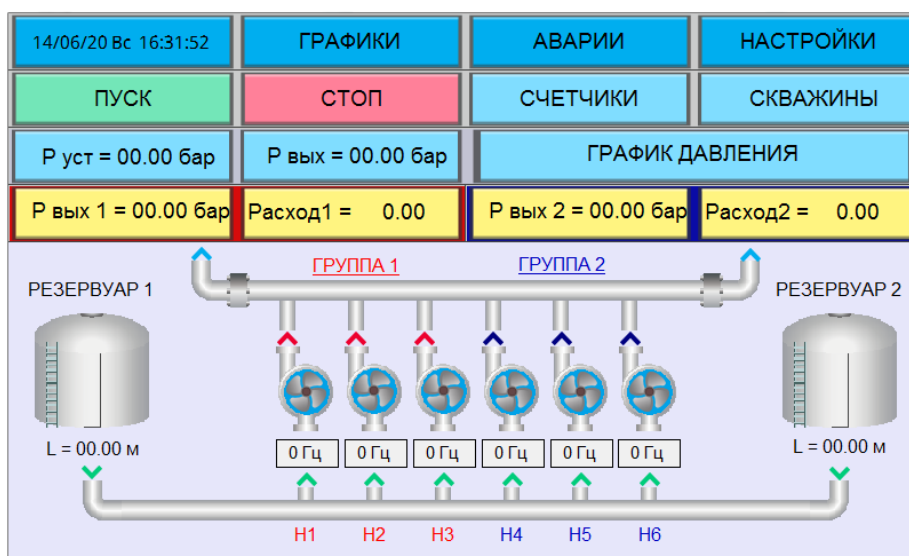 14/06/20 Вс 16:31:52 ГРАФИКИ АВАРИИ НАСТРОЙКИ
ПУСК СТОП СЧЕТЧИКИ СКВАЖИНЫ
Р уст = 00.00 бар Р вых = 00.00 бар ГРАФИК ДАВЛЕНИЯ
Р вых 1 = 00.00 бар Расход1 = 0.00 Р вых 2 = 00.00 бар Расход2 = 0.00
ГРУППА 1 ГРУППА 2
РЕЗЕРВУАР 1 РЕЗЕРВУАР 2
L = 00.00 м 0 Гц 0 Гц 0 Гц 0 Гц 0 Гц 0 Гц L = 00.00 м
Н1 Н2 Н3 Н4 Н5 Н6